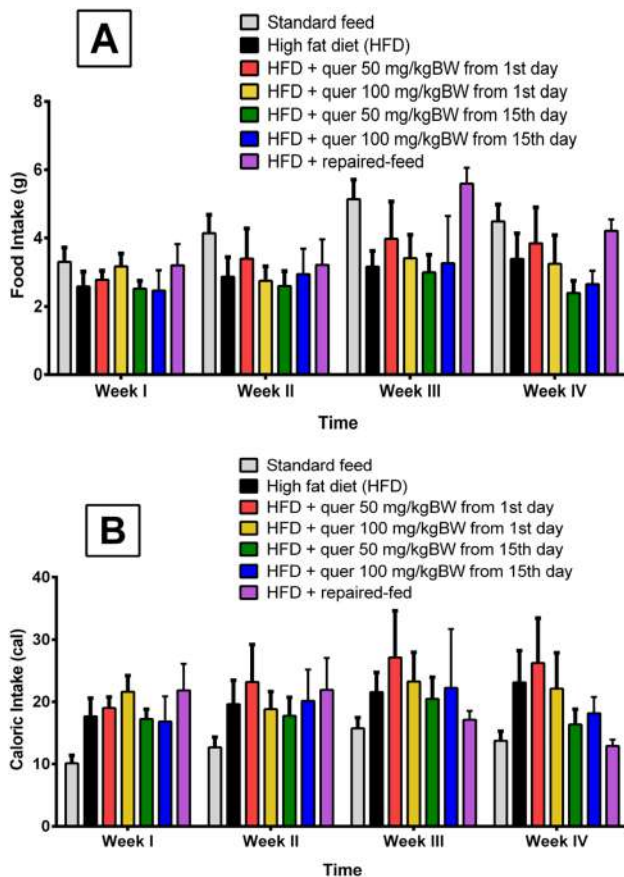 A
Standard feed
High fat diet (HFD)
HFD + quer 50 mg/kgBW from 1st day
HFD + quer 100 mg/kgBW from 1st day
HFD + quer 50 mg/kgBW from 15th day
HFD + quer 100 mg/kgBW from 15th day
HFD + repaired-feed
Food Intake (g)
8
6
4
2
0
Week I Week II Week III Week IV
Time
B
Standard feed
High fat diet (HFD)
HFD + quer 50 mg/kgBW from 1st day
HFD + quer 100 mg/kgBW from 1st day
HFD + quer 50 mg/kgBW from 15th day
HFD + quer 100 mg/kgBW from 15th day
HFD + repaired-fed
Caloric Intake (cal)
40
30
20
10
0
Week I Week II Week III Week IV
Time